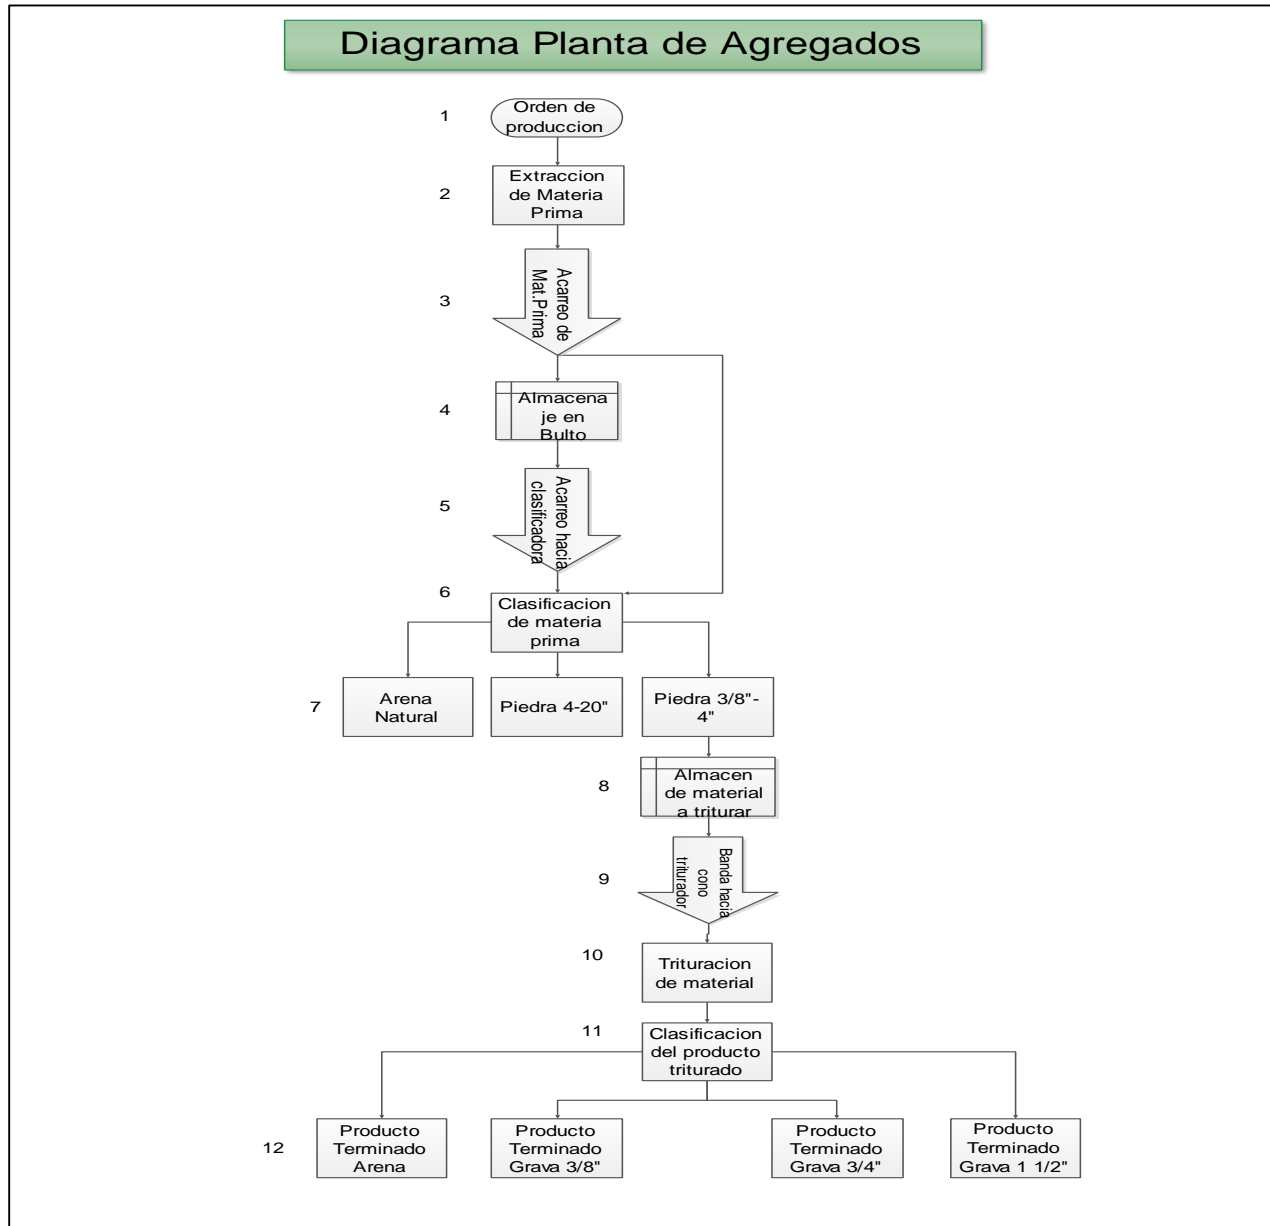 Diagrama Planta de Agregados
1
Orden de
produccion
2
Extraccion
de Materia
Prima
3
Acarreo de
Mat.Prima
4
Almacena
je en
Bulto
5
Acarreo hacia
clasificadora
6
Clasificacion
de materia
prima
7
Arena
Natural
Piedra 4-20"
Piedra 3/8"-
4"
8
Almacen
de material
a triturar
9
Banda hacia
cono
triturador
10
Trituracion
de material
11
Clasificacion
del producto
triturado
12
Producto
Terminado
Arena
Producto
Terminado
Grava 3/8"
Producto
Terminado
Grava 3/4"
Producto
Terminado
Grava 1 1/2"